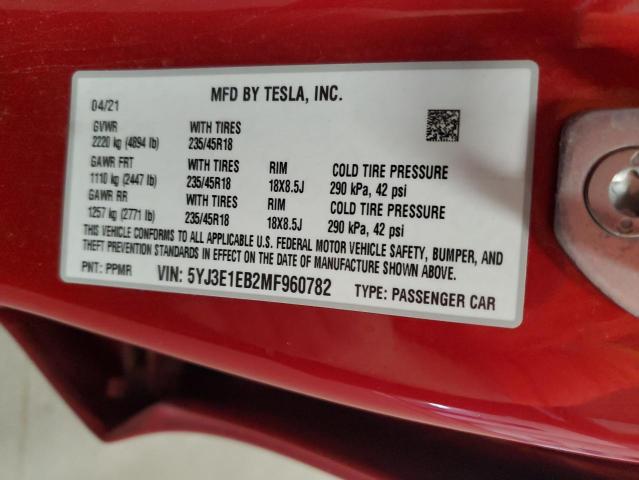 MFD BY TESLA, INC.
04/21
GVWR WITH TIRES
2220 kg (4894 lb) 235/45R18
GAWR FRT WITH TIRES RIM COLD TIRE PRESSURE
1110 kg (2447 lb) 235/45R18 18X8.5J 290 kPa, 42 psi
GAWR RR WITH TIRES RIM COLD TIRE PRESSURE
1257 kg (2771 lb) 235/45R18 18X8.5J 290 kPa, 42 psi
THIS VEHICLE CONFORMS TO ALL APPLICABLE U.S. FEDERAL MOTOR VEHICLE SAFETY, BUMPER, AND
THEFT PREVENTION STANDARDS IN EFFECT ON THE DATE OF MANUFACTURE SHOWN ABOVE.
PNT: PPMR VIN: 5YJ3E1EB2MF960782 TYPE: PASSENGER CAR